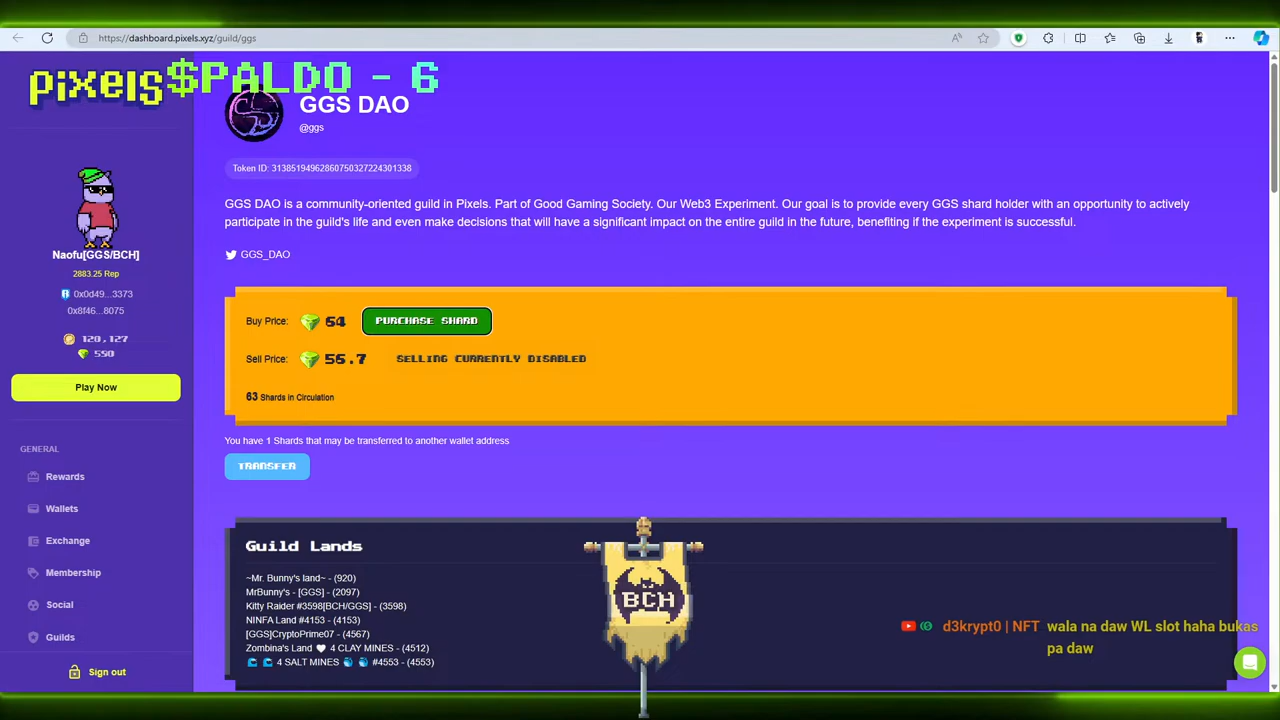 https://dashboard.pixels.xyz/guild/ggs
pixels
$PALDO - 6
GGS DAO
@ggs
Token ID: 31385194962860750327224301338
GGS DAO is a community-oriented guild in Pixels. Part of Good Gaming Society. Our Web3 Experiment. Our goal is to provide every GGS shard holder with an opportunity to actively
participate in the guild's life and even make decisions that will have a significant impact on the entire guild in the future, benefiting if the experiment is successful.
GGS_DAO
Naofu[GGS/BCH]
2883.25 Rep
0x0d49...3373
0x8f46...8075
120,127
590
Play Now
Buy Price: 64 PURCHASE SHARD
Sell Price: 56.7 SELLING CURRENTLY DISABLED
63 Shards in Circulation
You have 1 Shards that may be transferred to another wallet address
TRANSFER
GENERAL
Rewards
Wallets
Exchange
Membership
Social
Guilds
Sign out
Guild Lands
~Mr. Bunny's land~ - (920)
MrBunny's - [GGS] - (2097)
Kitty Raider #3598[BCH/GGS] - (3598)
NINFA Land #4153 - (4153)
[GGS]CryptoPrime07 - (4567)
Zombina's Land 🤍 4 CLAY MINES - (4512)
🌊 🌊 4 SALT MINES 🧊 🧊 #4553 - (4553)
BCH
d3krypt0 | NFT wala na daw WL slot haha bukas
pa daw